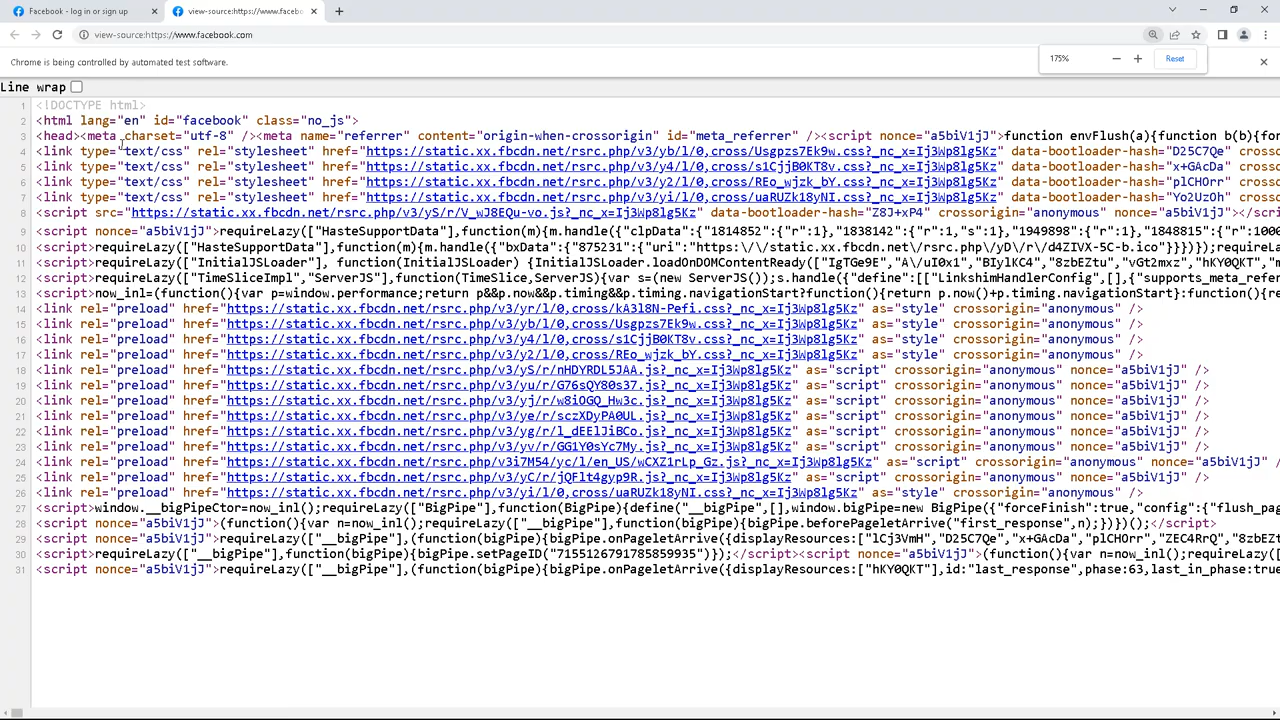 Facebook - log in or sign up
view-source:https://www.facebo
view-source:https://www.facebook.com
Chrome is being controlled by automated test software.
175%
Reset
Line wrap
1 <!DOCTYPE html>
2 <html lang="en" id="facebook" class="no_js">
3 <head><meta charset="utf-8" /><meta name="referrer" content="origin-when-crossorigin" id="meta_referrer" /><script nonce="a5biV1jJ">function envFlush(a){function b(b){for
4 <link type="text/css" rel="stylesheet" href="https://static.xx.fbcdn.net/rsrc.php/v3/yb/l/0,cross/Usgpzs7Ek9w.css?_nc_x=Ij3Wp8lg5Kz" data-bootloader-hash="D25C7Qe" crosso
5 <link type="text/css" rel="stylesheet" href="https://static.xx.fbcdn.net/rsrc.php/v3/y4/l/0,cross/s1CjjB0KT8v.css?_nc_x=Ij3Wp8lg5Kz" data-bootloader-hash="x+GAcDa" crosso
6 <link type="text/css" rel="stylesheet" href="https://static.xx.fbcdn.net/rsrc.php/v3/y2/l/0,cross/REo_wjzk_bY.css?_nc_x=Ij3Wp8lg5Kz" data-bootloader-hash="plCHOrr" crosso
7 <link type="text/css" rel="stylesheet" href="https://static.xx.fbcdn.net/rsrc.php/v3/yi/l/0,cross/uaRUZk18yNI.css?_nc_x=Ij3Wp8lg5Kz" data-bootloader-hash="Yo2UzOh" crosso
8 <script src="https://static.xx.fbcdn.net/rsrc.php/v3/yS/r/V_wJ8EQu-vo.js?_nc_x=Ij3Wp8lg5Kz" data-bootloader-hash="Z8J+xP4" crossorigin="anonymous" nonce="a5biV1jJ"></scri
9 <script nonce="a5biV1jJ">requireLazy(["HasteSupportData"],function(m){m.handle({"clpData":{"1814852":{"r":1},"1838142":{"r":1,"s":1},"1949898":{"r":1},"1848815":{"r":1000
10 <script>requireLazy(["HasteSupportData"],function(m){m.handle({"bxData":{"875231":{"uri":"https:\/\/static.xx.fbcdn.net\/rsrc.php\/yD\/r\/d4ZIVX-5C-b.ico"}}})});requireLa
11 <script nonce="a5biV1jJ">requireLazy(["InitialJSLoader"], function(InitialJSLoader) {InitialJSLoader.loadOnDOMContentReady(["IgTGe9E","A\/uI0x1","BIylKC4","8zbEZtu","vGt2mxz","hKY0QKT","m
12 <script nonce="a5biV1jJ">requireLazy(["TimeSliceImpl","ServerJS"],function(TimeSlice,ServerJS){var s=(new ServerJS());s.handle({"define":[["LinkshimHandlerConfig",[],{"supports_meta_refer
13 <script>now_inl=(function(){var p=window.performance;return p&&p.now&&p.timing&&p.timing.navigationStart?function(){return p.now()+p.timing.navigationStart}:function(){re
14 <link rel="preload" href="https://static.xx.fbcdn.net/rsrc.php/v3/yr/l/0,cross/kA3l8N-Pefi.css?_nc_x=Ij3Wp8lg5Kz" as="style" crossorigin="anonymous" />
15 <link rel="preload" href="https://static.xx.fbcdn.net/rsrc.php/v3/yb/l/0,cross/Usgpzs7Ek9w.css?_nc_x=Ij3Wp8lg5Kz" as="style" crossorigin="anonymous" />
16 <link rel="preload" href="https://static.xx.fbcdn.net/rsrc.php/v3/y4/l/0,cross/s1CjjB0KT8v.css?_nc_x=Ij3Wp8lg5Kz" as="style" crossorigin="anonymous" />
17 <link rel="preload" href="https://static.xx.fbcdn.net/rsrc.php/v3/y2/l/0,cross/REo_wjzk_bY.css?_nc_x=Ij3Wp8lg5Kz" as="style" crossorigin="anonymous" />
18 <link rel="preload" href="https://static.xx.fbcdn.net/rsrc.php/v3/yS/r/nHDYRDL5JAA.js?_nc_x=Ij3Wp8lg5Kz" as="script" crossorigin="anonymous" nonce="a5biV1jJ" />
19 <link rel="preload" href="https://static.xx.fbcdn.net/rsrc.php/v3/yu/r/G76sQY80s37.js?_nc_x=Ij3Wp8lg5Kz" as="script" crossorigin="anonymous" nonce="a5biV1jJ" />
20 <link rel="preload" href="https://static.xx.fbcdn.net/rsrc.php/v3/yj/r/w8iOGQ_Hw3c.js?_nc_x=Ij3Wp8lg5Kz" as="script" crossorigin="anonymous" nonce="a5biV1jJ" />
21 <link rel="preload" href="https://static.xx.fbcdn.net/rsrc.php/v3/ye/r/sczXDyPA0UL.js?_nc_x=Ij3Wp8lg5Kz" as="script" crossorigin="anonymous" nonce="a5biV1jJ" />
22 <link rel="preload" href="https://static.xx.fbcdn.net/rsrc.php/v3/yg/r/l_dEElJiBCo.js?_nc_x=Ij3Wp8lg5Kz" as="script" crossorigin="anonymous" nonce="a5biV1jJ" />
23 <link rel="preload" href="https://static.xx.fbcdn.net/rsrc.php/v3/yv/r/GG1Y0sYc7My.js?_nc_x=Ij3Wp8lg5Kz" as="script" crossorigin="anonymous" nonce="a5biV1jJ" />
24 <link rel="preload" href="https://static.xx.fbcdn.net/rsrc.php/v3i7M54/yc/l/en_US/wCXZ1rLp_Gz.js?_nc_x=Ij3Wp8lg5Kz" as="script" crossorigin="anonymous" nonce="a5biV1jJ" /
25 <link rel="preload" href="https://static.xx.fbcdn.net/rsrc.php/v3/yC/r/jQFlt4gyp9R.js?_nc_x=Ij3Wp8lg5Kz" as="script" crossorigin="anonymous" nonce="a5biV1jJ" />
26 <link rel="preload" href="https://static.xx.fbcdn.net/rsrc.php/v3/yi/l/0,cross/uaRUZk18yNI.css?_nc_x=Ij3Wp8lg5Kz" as="style" crossorigin="anonymous" />
27 <script>window.__bigPipeCtor=now_inl();requireLazy(["BigPipe"],function(BigPipe){define("__bigPipe",[],window.bigPipe=new BigPipe({"forceFinish":true,"config":{"flush_pag
28 <script nonce="a5biV1jJ">(function(){var n=now_inl();requireLazy(["__bigPipe"],function(bigPipe){bigPipe.beforePageletArrive("first_response",n);})})();</script>
29 <script nonce="a5biV1jJ">requireLazy(["__bigPipe"],(function(bigPipe){bigPipe.onPageletArrive({displayResources:["lCj3VmH","D25C7Qe","x+GAcDa","plCHOrr","ZEC4RrQ","8zbEZt
30 <script>requireLazy(["__bigPipe"],function(bigPipe){bigPipe.setPageID("7155126791785859935")});</script><script nonce="a5biV1jJ">(function(){var n=now_inl();requireLazy([
31 <script nonce="a5biV1jJ">requireLazy(["__bigPipe"],(function(bigPipe){bigPipe.onPageletArrive({displayResources:["hKY0QKT"],id:"last_response",phase:63,last_in_phase:true